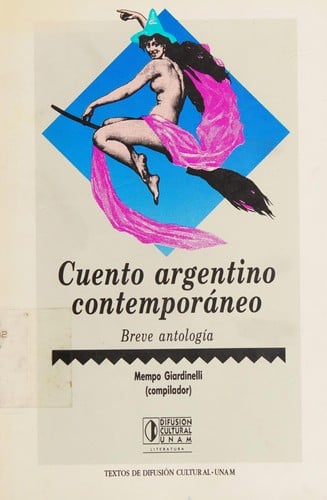 Cuento argentino
contemporáneo
Breve antología
Mempo Giardinelli
(compilador)
DIFUSION
CULTURAL
UNAM
LITERATURA
TEXTOS DE DIFUSIÓN CULTURAL·UNAM